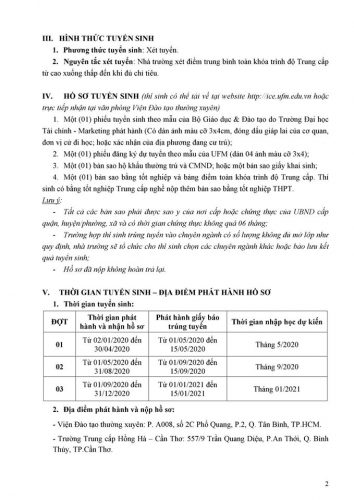 III. HÌNH THỨC TUYỂN SINH
1. Phương thức tuyển sinh: Xét tuyển.
2. Nguyên tắc xét tuyển: Nhà trường xét điểm trung bình toàn khóa trình độ Trung cấp
từ cao xuống thấp đến khi đủ chỉ tiêu.
IV. HỒ SƠ TUYỂN SINH (thí sinh có thể tải về tại website http://ice.ufm.edu.vn hoặc
trực tiếp nhận tại văn phòng Viện Đào tạo thường xuyên)
1. Một (01) phiếu tuyển sinh theo mẫu của Bộ Giáo dục & Đào tạo do Trường Đại học
Tài chính - Marketing phát hành (Có dán ảnh màu cỡ 3x4cm, đóng dấu giáp lai của cơ quan,
đơn vị cử đi học; hoặc xác nhận của địa phương đang cư trú);
2. Một (01) phiếu đăng ký dự tuyển theo mẫu của UFM (dán 04 ảnh màu cỡ 3x4);
3. Một (01) bản sao hộ khẩu thường trú và CMND; hoặc một bản sao giấy khai sinh;
4. Một (01) bản sao bằng tốt nghiệp và bảng điểm toàn khóa trình độ Trung cấp. Thí
sinh có bằng tốt nghiệp Trung cấp nghề nộp thêm bản sao bằng tốt nghiệp THPT.
Lưu ý:
- Tất cả các bản sao phải được sao y của nơi cấp hoặc chứng thực của UBND cấp
quận, huyện/phường, xã và có thời gian chứng thực không quá 06 tháng;
- Trường hợp thí sinh trúng tuyển vào chuyên ngành có số lượng không đủ mở lớp như
quy định, nhà trường sẽ tổ chức cho thí sinh chọn các chuyên ngành khác hoặc bảo lưu kết
quả tuyển sinh;
- Hồ sơ đã nộp không hoàn trả lại.
V. THỜI GIAN TUYỂN SINH – ĐỊA ĐIỂM PHÁT HÀNH HỒ SƠ
1. Thời gian tuyển sinh:
ĐỢT Thời gian phát hành và nhận hồ sơ Phát hành giấy báo trúng tuyển Thời gian nhập học dự kiến
01 Từ 02/01/2020 đến 30/04/2020 Từ 01/05/2020 đến 15/05/2020 Tháng 5/2020
02 Từ 01/05/2020 đến 31/08/2020 Từ 01/09/2020 đến 15/09/2020 Tháng 9/2020
03 Từ 01/09/2020 đến 31/12/2020 Từ 01/01/2021 đến 15/01/2021 Tháng 01/2021
2. Địa điểm phát hành và nộp hồ sơ:
- Viện Đào tạo thường xuyên: P. A008, số 2C Phổ Quang, P.2, Q. Tân Bình, TP.HCM.
- Trường Trung cấp Hồng Hà – Cần Thơ: 557/9 Trần Quang Diệu, P.An Thới, Q. Bình
Thủy, TP.Cần Thơ.
2